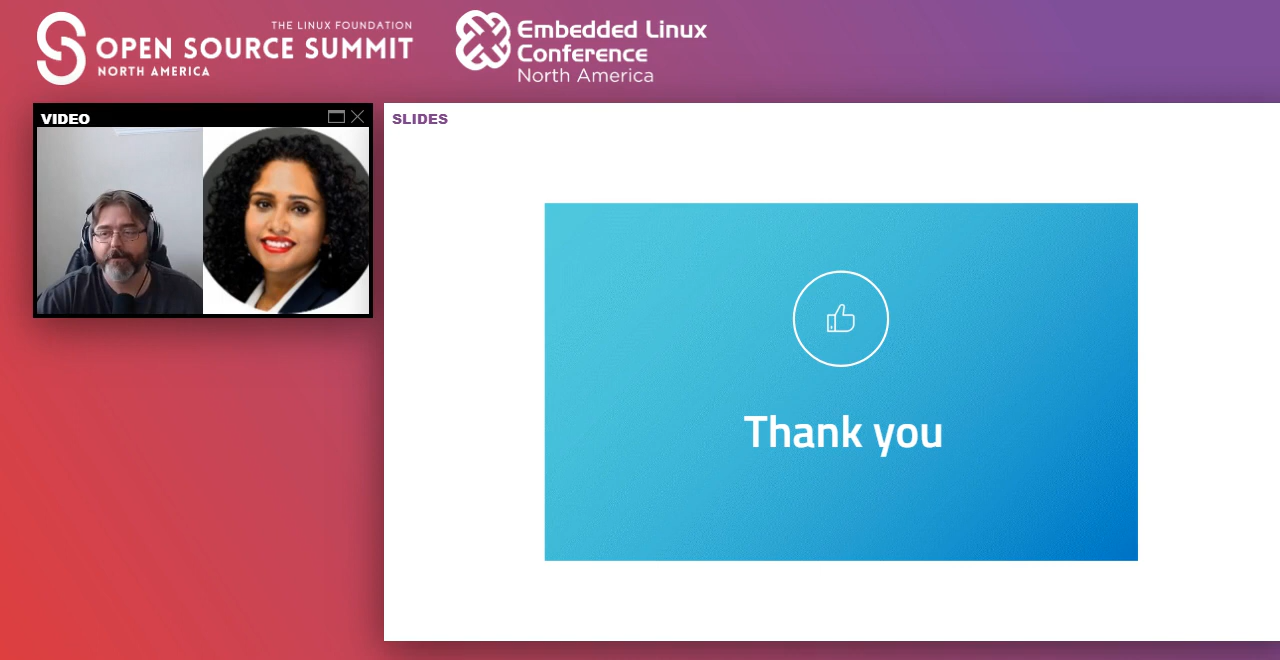 THE LINUX FOUNDATION
OPEN SOURCE SUMMIT
NORTH AMERICA
Embedded Linux
Conference
North America
VIDEO
SLIDES
Thank you